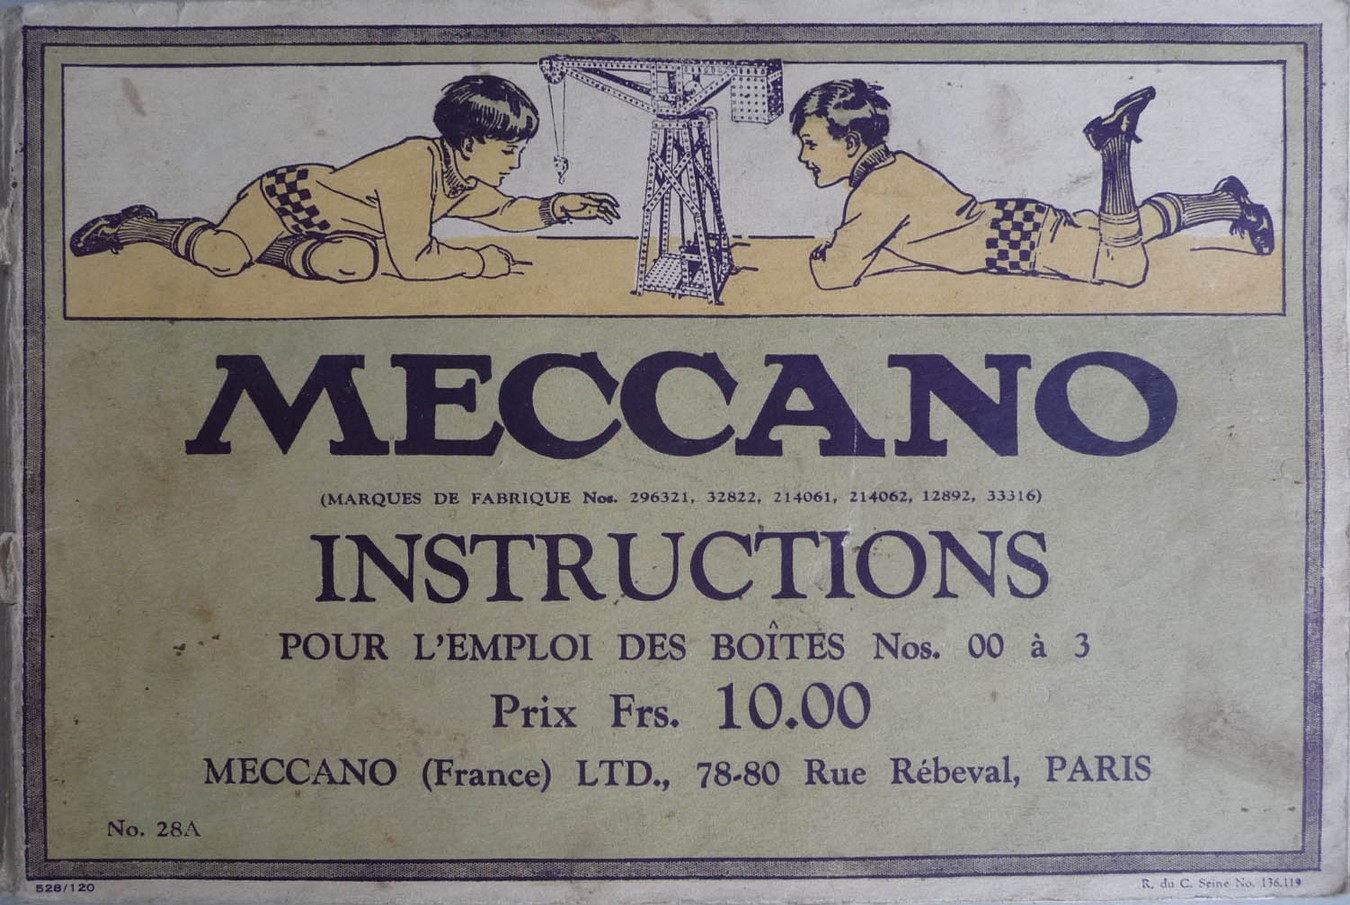 MECCANO
(MARQUES DE FABRIQUE Nos. 296321, 32822, 214061, 214062, 12892, 33316)
INSTRUCTIONS
POUR L'EMPLOI DES BOÎTES Nos. 00 à 3
Prix Frs. 10.00
MECCANO (France) LTD., 78-80 Rue Rébeval, PARIS
No. 28A
528/120
R. du C. Seine No. 136.119